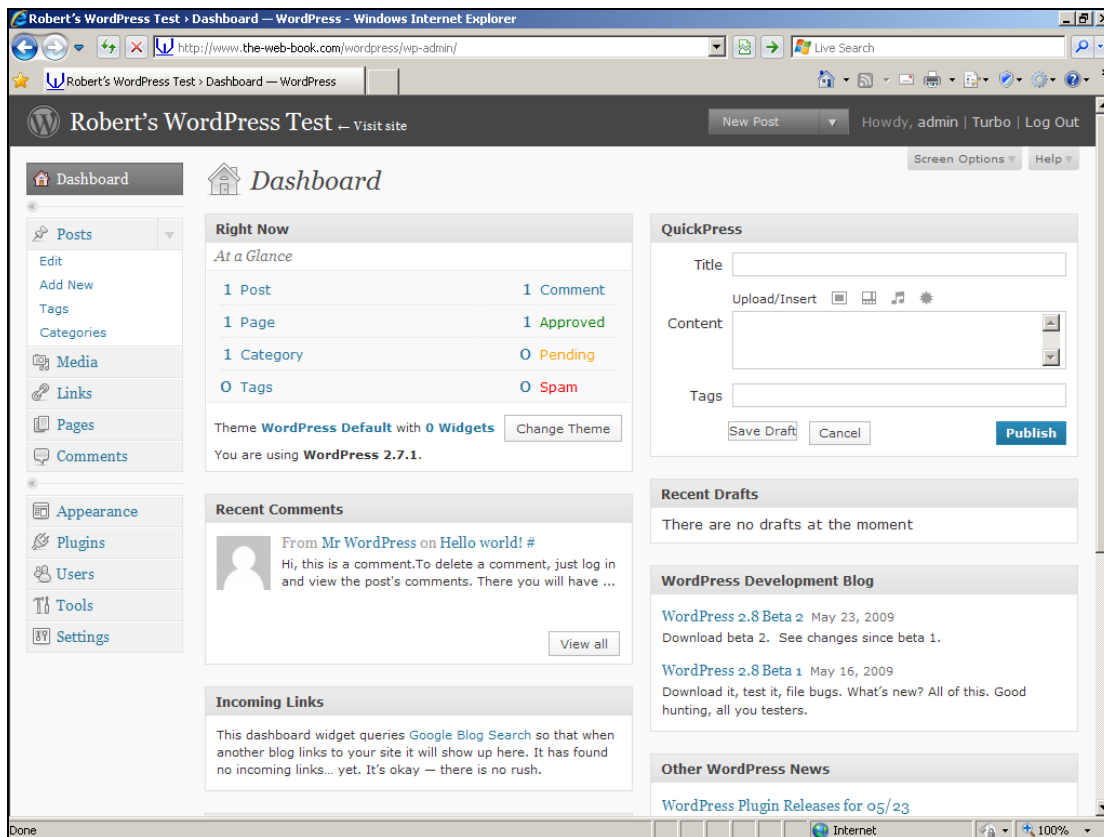 Robert's WordPress Test › Dashboard — WordPress - Windows Internet Explorer
http://www.the-web-book.com/wordpress/wp-admin/
Live Search
Robert's WordPress Test › Dashboard — WordPress
Robert's WordPress Test ← Visit site
New Post
Howdy, admin | Turbo | Log Out
Screen Options
Help
Dashboard
Posts
Edit
Add New
Tags
Categories
Media
Links
Pages
Comments
Appearance
Plugins
Users
Tools
Settings
Dashboard
Right Now
At a Glance
1 Post 1 Comment
1 Page 1 Approved
1 Category 0 Pending
0 Tags 0 Spam
Theme WordPress Default with 0 Widgets Change Theme
You are using WordPress 2.7.1.
Recent Comments
From Mr WordPress on Hello world! #
Hi, this is a comment.To delete a comment, just log in
and view the post's comments. There you will have ...
View all
Incoming Links
This dashboard widget queries Google Blog Search so that when
another blog links to your site it will show up here. It has found
no incoming links… yet. It's okay — there is no rush.
QuickPress
Title
Upload/Insert
Content
Tags
Save Draft Cancel Publish
Recent Drafts
There are no drafts at the moment
WordPress Development Blog
WordPress 2.8 Beta 2 May 23, 2009
Download beta 2. See changes since beta 1.
WordPress 2.8 Beta 1 May 16, 2009
Download it, test it, file bugs. What's new? All of this. Good
hunting, all you testers.
Other WordPress News
WordPress Plugin Releases for 05/23
Done
Internet
100%